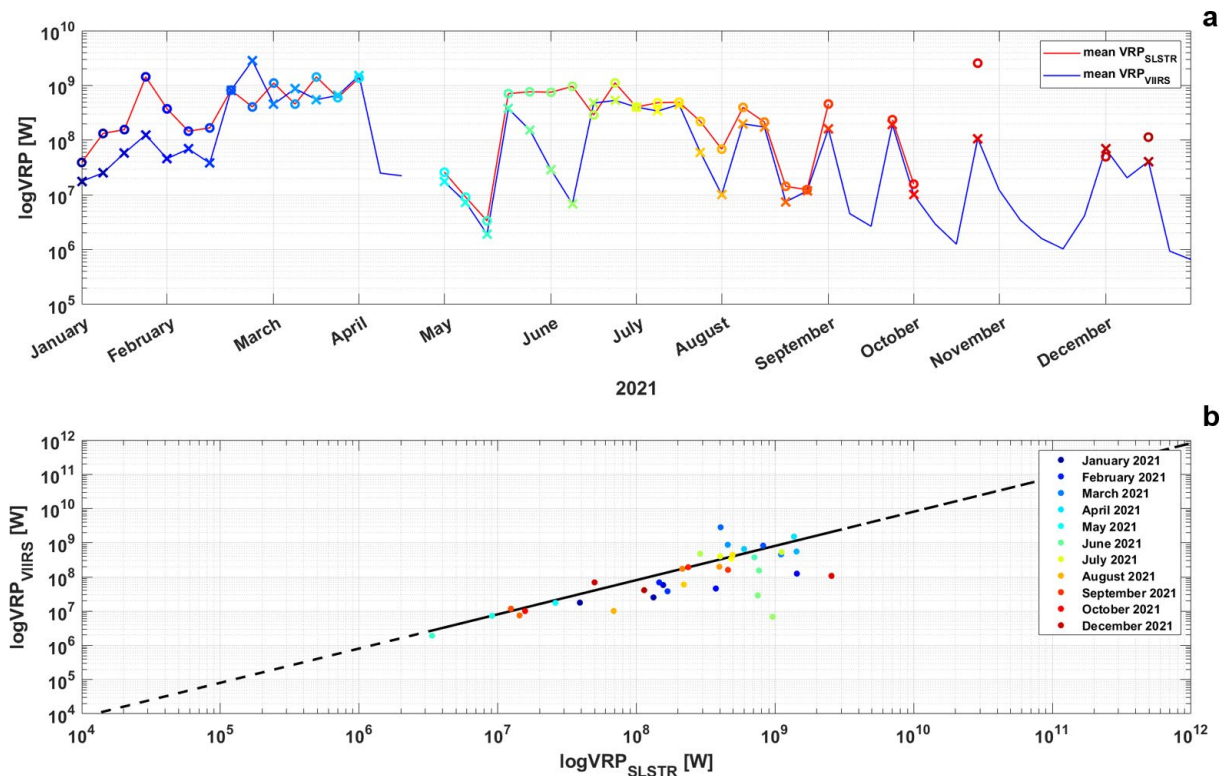 a
10^10
10^9
10^8
10^7
10^6
10^5
logVRP [W]
mean VRP_SLSTR
mean VRP_VIIRS
January
February
March
April
May
June
July
August
September
October
November
December
2021
b
10^12
10^11
10^10
10^9
10^8
10^7
10^6
10^5
10^4
logVRP_VIIRS [W]
January 2021
February 2021
March 2021
April 2021
May 2021
June 2021
July 2021
August 2021
September 2021
October 2021
December 2021
10^4 10^5 10^6 10^7 10^8 10^9 10^10 10^11 10^12
logVRP_SLSTR [W]